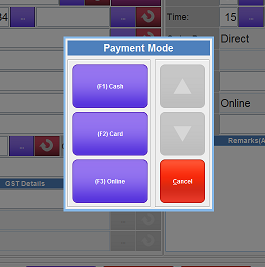 34 .. Time: 15 ..
Payment Mode
Direct
(F1) Cash
(F2) Card
Online
Remarks(A
(F3) Online
Cancel
GST Details